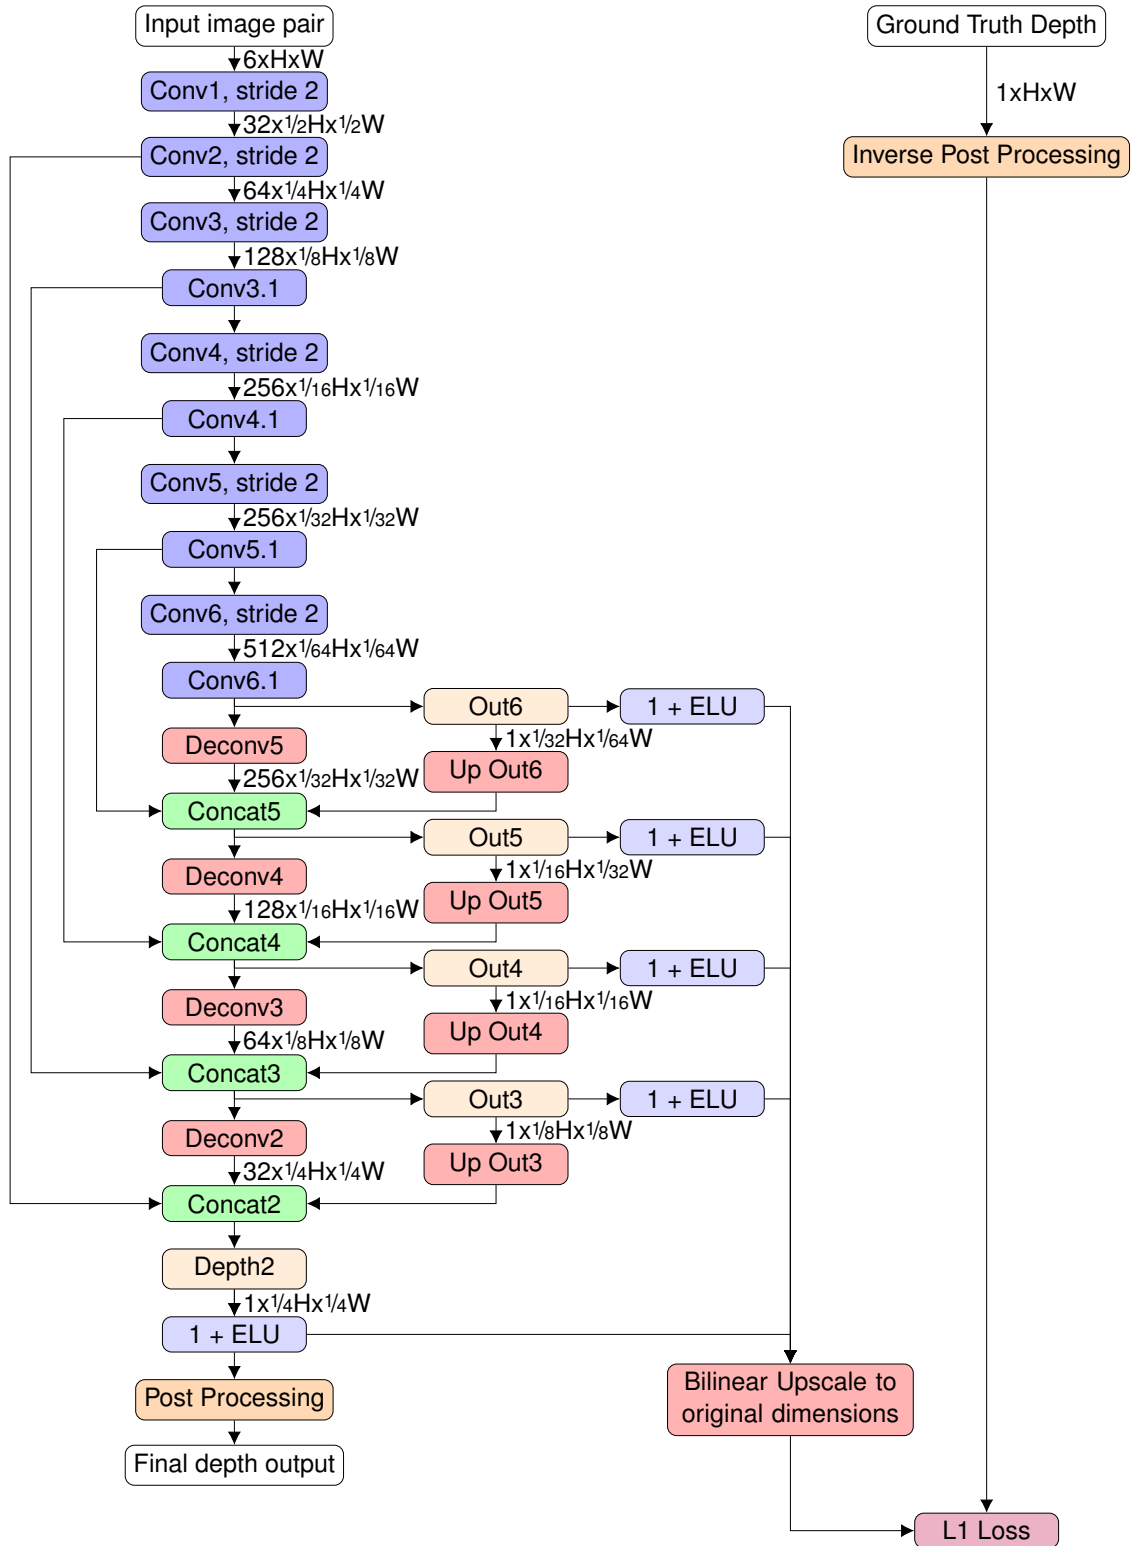 Input image pair
Ground Truth Depth
6xHxW
1xHxW
Conv1, stride 2
32x1/2Hx1/2W
Conv2, stride 2
Inverse Post Processing
64x1/4Hx1/4W
Conv3, stride 2
128x1/8Hx1/8W
Conv3.1
Conv4, stride 2
256x1/16Hx1/16W
Conv4.1
Conv5, stride 2
256x1/32Hx1/32W
Conv5.1
Conv6, stride 2
512x1/64Hx1/64W
Conv6.1
Out6
1 + ELU
1x1/32Hx1/64W
Deconv5
Up Out6
256x1/32Hx1/32W
Concat5
Out5
1 + ELU
1x1/16Hx1/32W
Deconv4
Up Out5
128x1/16Hx1/16W
Concat4
Out4
1 + ELU
1x1/16Hx1/16W
Deconv3
Up Out4
64x1/8Hx1/8W
Concat3
Out3
1 + ELU
1x1/8Hx1/8W
Deconv2
Up Out3
32x1/4Hx1/4W
Concat2
Depth2
1x1/4Hx1/4W
1 + ELU
Bilinear Upscale to
original dimensions
Post Processing
Final depth output
L1 Loss